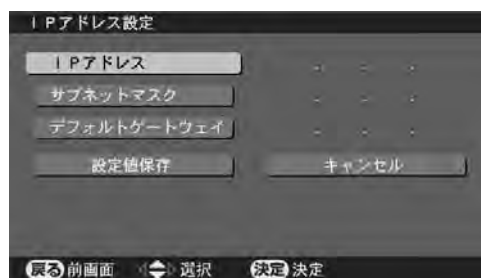 ＩＰアドレス設定
ＩＰアドレス . . .
サブネットマスク . . .
デフォルトゲートウェイ . . .
設定値保存 キャンセル
戻る 前画面 選択 決定 決定